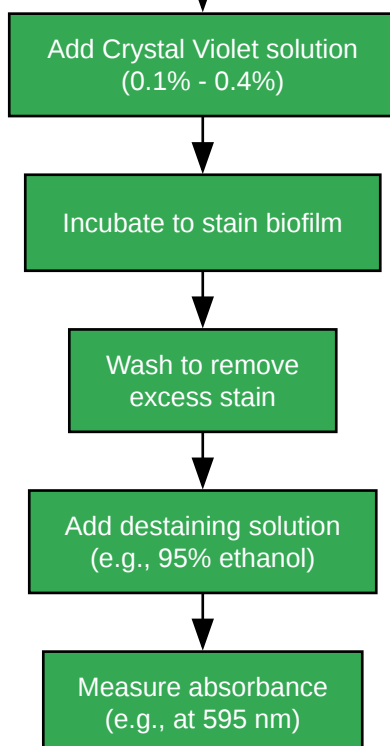 Add Crystal Violet solution
(0.1% - 0.4%)
Incubate to stain biofilm
Wash to remove
excess stain
Add destaining solution
(e.g., 95% ethanol)
Measure absorbance
(e.g., at 595 nm)